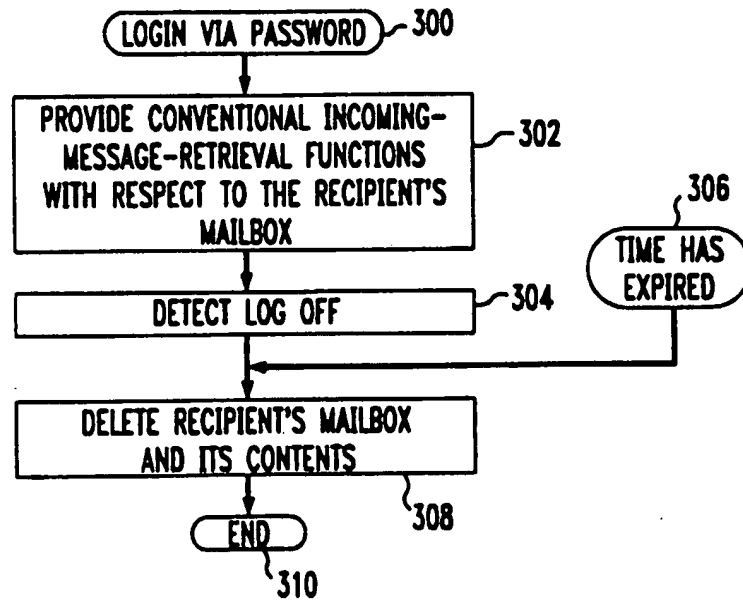 LOGIN VIA PASSWORD
300
PROVIDE CONVENTIONAL INCOMING-
MESSAGE-RETRIEVAL FUNCTIONS
WITH RESPECT TO THE RECIPIENT'S
MAILBOX
302
306
TIME HAS
EXPIRED
DETECT LOG OFF
304
DELETE RECIPIENT'S MAILBOX
AND ITS CONTENTS
308
END
310